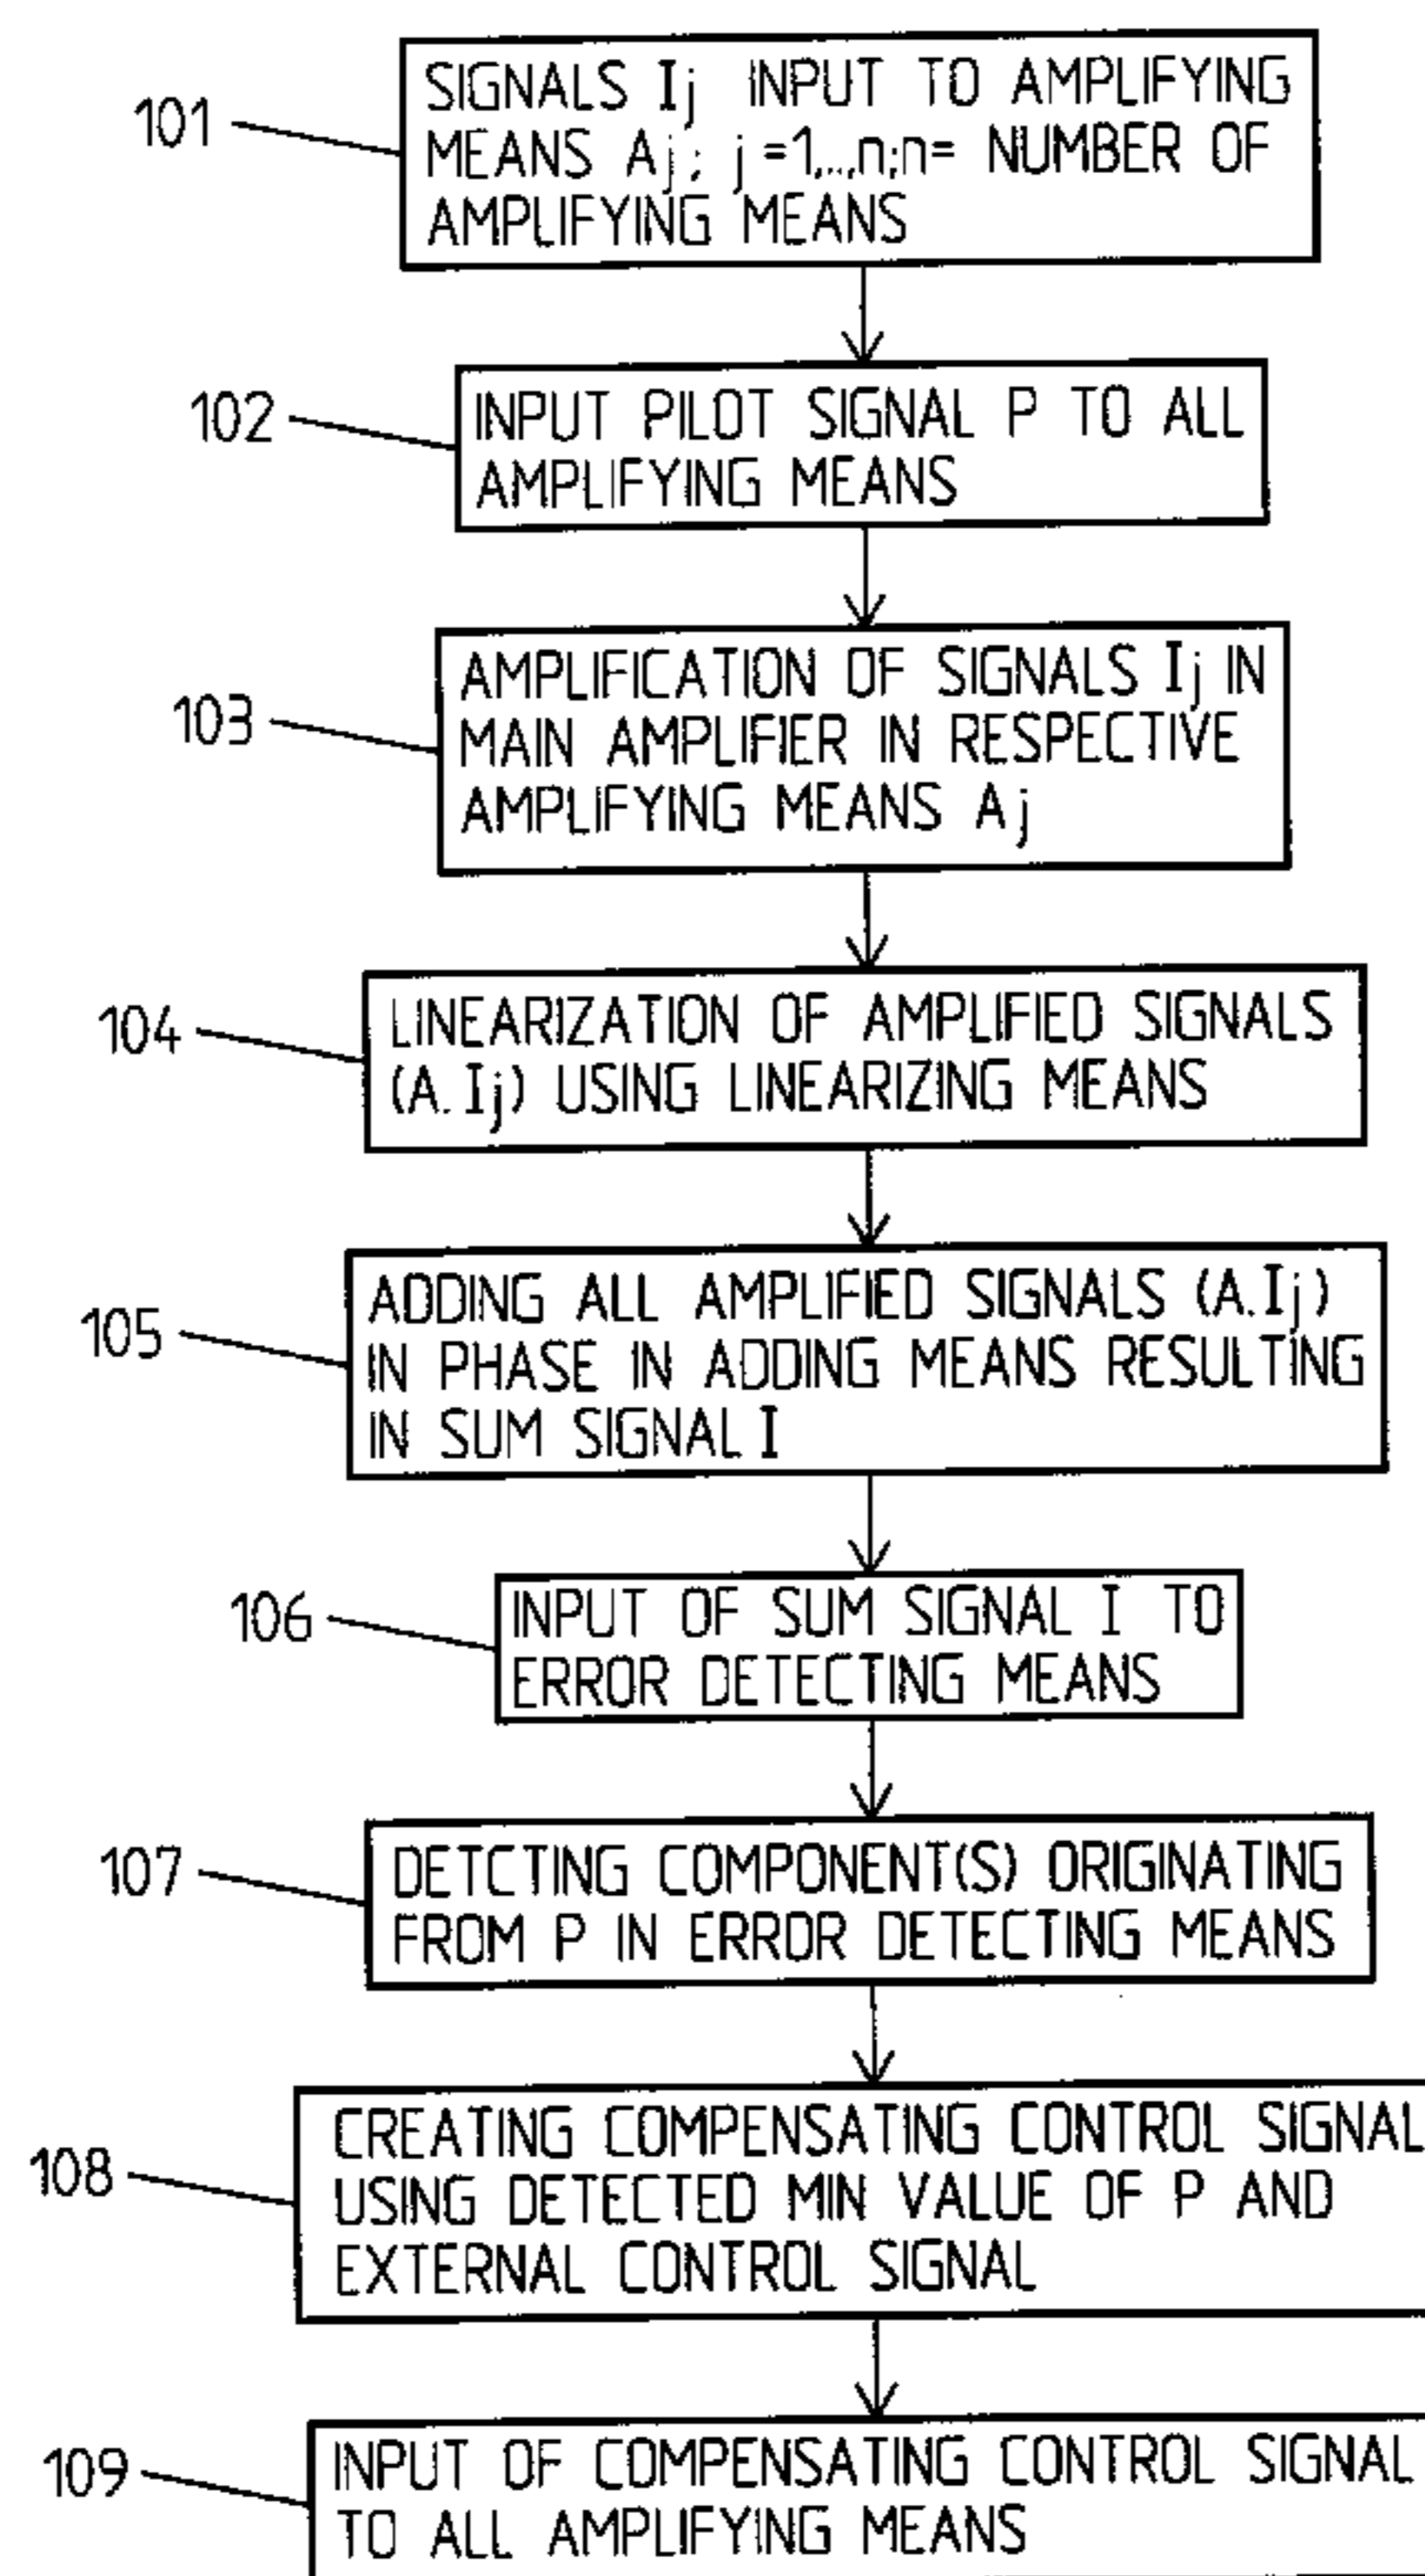 101
SIGNALS Ij INPUT TO AMPLIFYING
MEANS Aj; j=1,..,n;n= NUMBER OF
AMPLIFYING MEANS
102
INPUT PILOT SIGNAL P TO ALL
AMPLIFYING MEANS
103
AMPLIFICATION OF SIGNALS Ij IN
MAIN AMPLIFIER IN RESPECTIVE
AMPLIFYING MEANS Aj
104
LINEARIZATION OF AMPLIFIED SIGNALS
(A.Ij) USING LINEARIZING MEANS
105
ADDING ALL AMPLIFIED SIGNALS (A.Ij)
IN PHASE IN ADDING MEANS RESULTING
IN SUM SIGNAL I
106
INPUT OF SUM SIGNAL I TO
ERROR DETECTING MEANS
107
DETCTING COMPONENT(S) ORIGINATING
FROM P IN ERROR DETECTING MEANS
108
CREATING COMPENSATING CONTROL SIGNAL
USING DETECTED MIN VALUE OF P AND
EXTERNAL CONTROL SIGNAL
109
INPUT OF COMPENSATING CONTROL SIGNAL
TO ALL AMPLIFYING MEANS